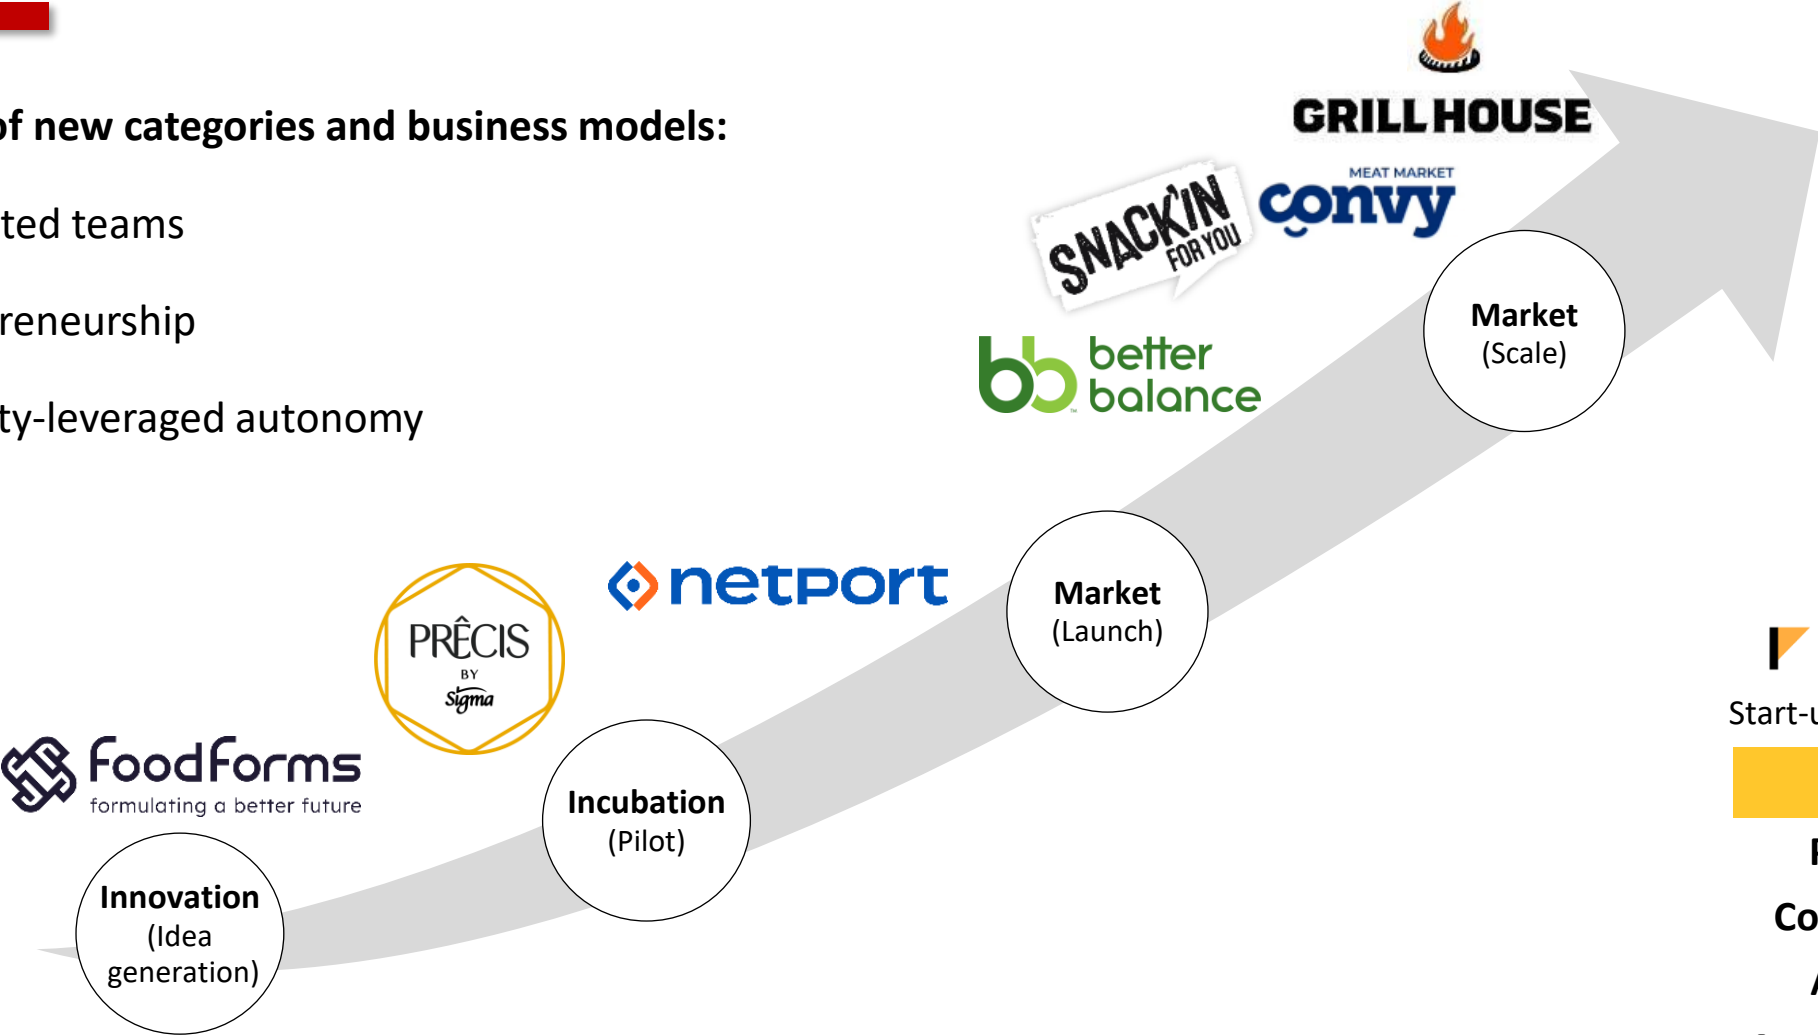 of new categories and business models:
ted teams
reneurship
ty-leveraged autonomy
GRILL HOUSE
MEAT MARKET
convy
SNACK'IN
FOR YOU
better
balance
Market
(Scale)
netport
Market
(Launch)
PRÊCIS
BY
Sigma
Incubation
(Pilot)
FoodForms
formulating a better future
Innovation
(Idea
generation)
Start-u
Co